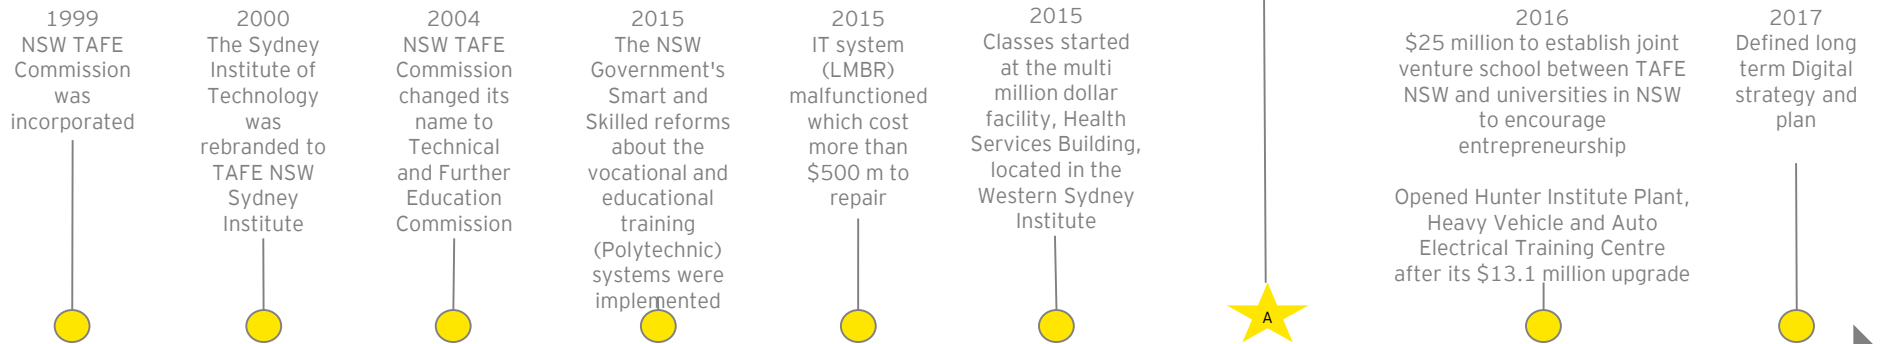 1999
NSW TAFE
Commission
was
incorporated
2000
The Sydney
Institute of
Technology
was
rebranded to
TAFE NSW
Sydney
Institute
2004
NSW TAFE
Commission
changed its
name to
Technical
and Further
Education
Commission
2015
The NSW
Government's
Smart and
Skilled reforms
about the
vocational and
educational
training
(Polytechnic)
systems were
implemented
2015
IT system
(LMBR)
malfunctioned
which cost
more than
$500 m to
repair
2015
Classes started
at the multi
million dollar
facility, Health
Services Building,
located in the
Western Sydney
Institute
A
2016
$25 million to establish joint
venture school between TAFE
NSW and universities in NSW
to encourage
entrepreneurship
Opened Hunter Institute Plant,
Heavy Vehicle and Auto
Electrical Training Centre
after its $13.1 million upgrade
2017
Defined long
term Digital
strategy and
plan